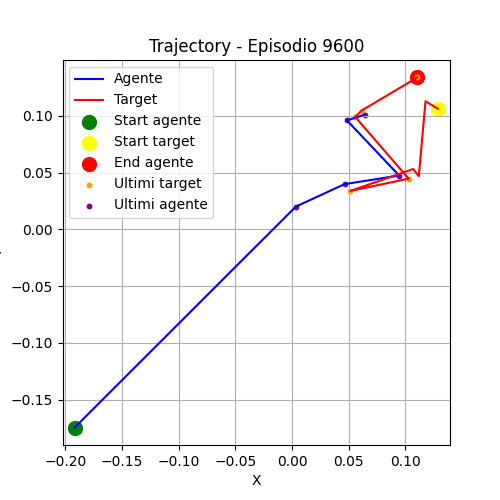 Trajectory - Episodio 9600
Agente
Target
Start agente
Start target
End agente
Ultimi target
Ultimi agente
0.10
0.05
0.00
−0.05
−0.10
−0.15
−0.20 −0.15 −0.10 −0.05 0.00 0.05 0.10
X